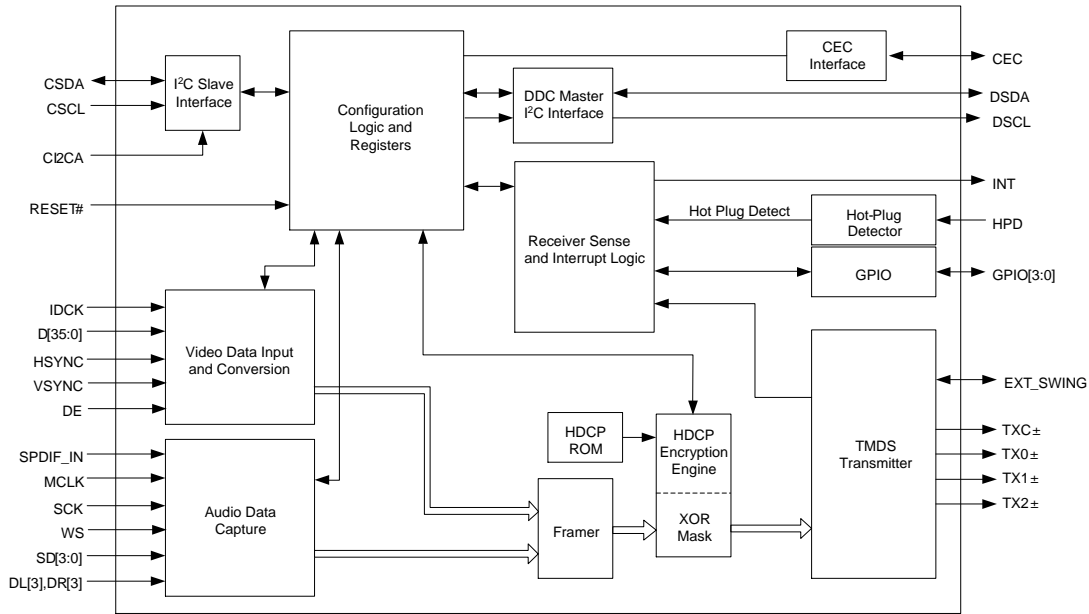 CSDA
CSCL
CI2CA
RESET#
I²C Slave
Interface
Configuration
Logic and
Registers
CEC
Interface
CEC
DDC Master
I²C Interface
DSDA
DSCL
INT
Hot Plug Detect
Hot-Plug
Detector
HPD
Receiver Sense
and Interrupt Logic
GPIO
GPIO[3:0]
IDCK
D[35:0]
HSYNC
VSYNC
DE
Video Data Input
and Conversion
SPDIF_IN
MCLK
SCK
WS
SD[3:0]
DL[3],DR[3]
Audio Data
Capture
HDCP
ROM
HDCP
Encryption
Engine
XOR
Mask
Framer
TMDS
Transmitter
EXT_SWING
TXC±
TX0±
TX1±
TX2±